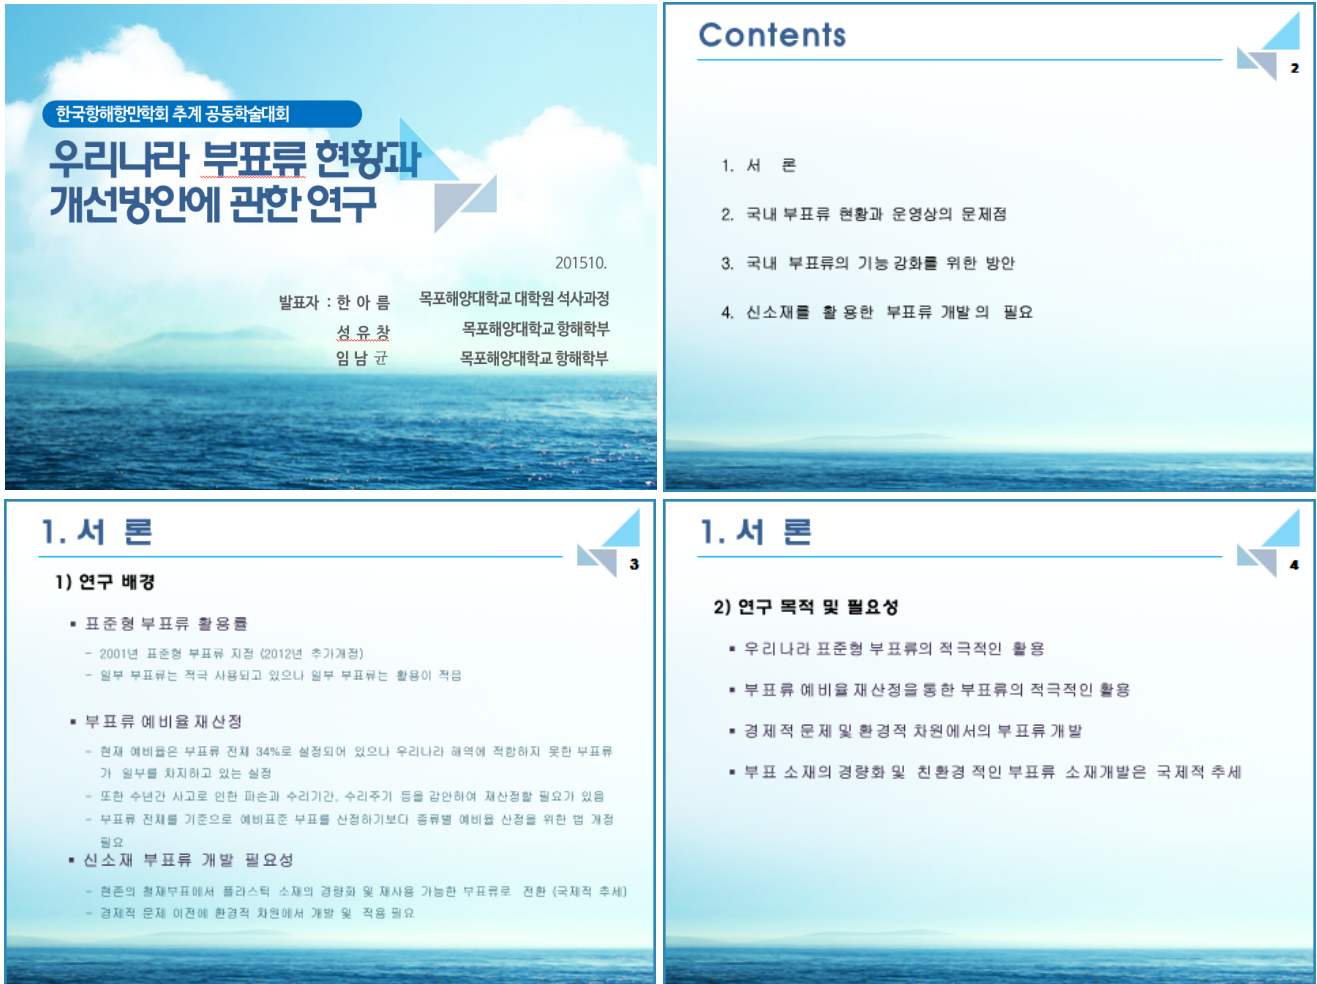 한국항해항만학회 추계 공동학술대회
우리나라 부표류 현황과
개선방안에 관한 연구
201510.
발표자 : 한 아 름 목포해양대학교 대학원 석사과정
성 유 창 목포해양대학교 항해학부
임 남 균 목포해양대학교 항해학부
Contents
2
1. 서 론
2. 국내 부표류 현황과 운영상의 문제점
3. 국내 부표류의 기능 강화를 위한 방안
4. 신소재를 활용한 부표류 개발의 필요
1. 서 론
3
1) 연구 배경
▪ 표준형 부표류 활용률
- 2001년 표준형 부표류 지정 (2012년 추가개정)
- 일부 부표류는 적극 사용되고 있으나 일부 부표류는 활용이 적음
▪ 부표류 예비율 재산정
- 현재 예비율은 부표류 전체 34%로 설정되어 있으나 우리나라 해역에 적합하지 못한 부표류
가 일부를 차지하고 있는 실정
- 또한 수년간 사고로 인한 파손과 수리기간, 수리주기 등을 감안하여 재산정할 필요가 있음
- 부표류 전체를 기준으로 예비표준 부표를 산정하기보다 종류별 예비율 산정을 위한 법 개정
필요
▪ 신소재 부표류 개발 필요성
- 현존의 철재부표에서 플라스틱 소재의 경량화 및 재사용 가능한 부표류로 전환 (국제적 추세)
- 경제적 문제 이전에 환경적 차원에서 개발 및 적용 필요
1. 서 론
4
2) 연구 목적 및 필요성
▪ 우리나라 표준형 부표류의 적극적인 활용
▪ 부표류 예비율 재산정을 통한 부표류의 적극적인 활용
▪ 경제적 문제 및 환경적 차원에서의 부표류 개발
▪ 부표 소재의 경량화 및 친환경 적인 부표류 소재개발은 국제적 추세